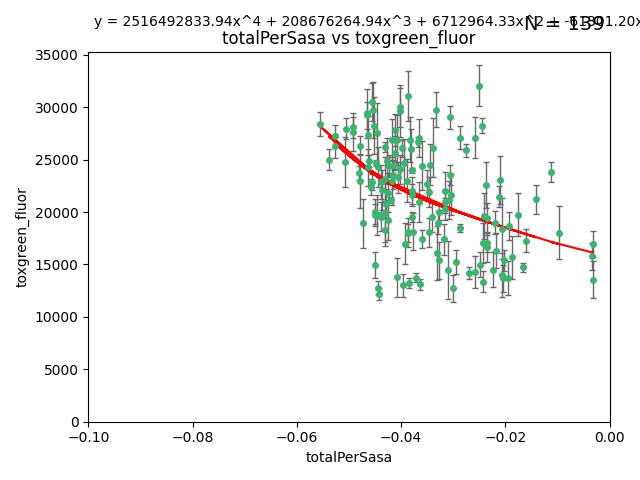 y = 2516492833.94x^4 + 208676264.94x^3 + 6712964.33x^2 +
N = 139
totalPerSasa vs toxgreen_fluor
35000
30000
25000
20000
15000
10000
5000
0
toxgreen_fluor
−0.10
−0.08
−0.06
−0.04
−0.02
0.00
totalPerSasa